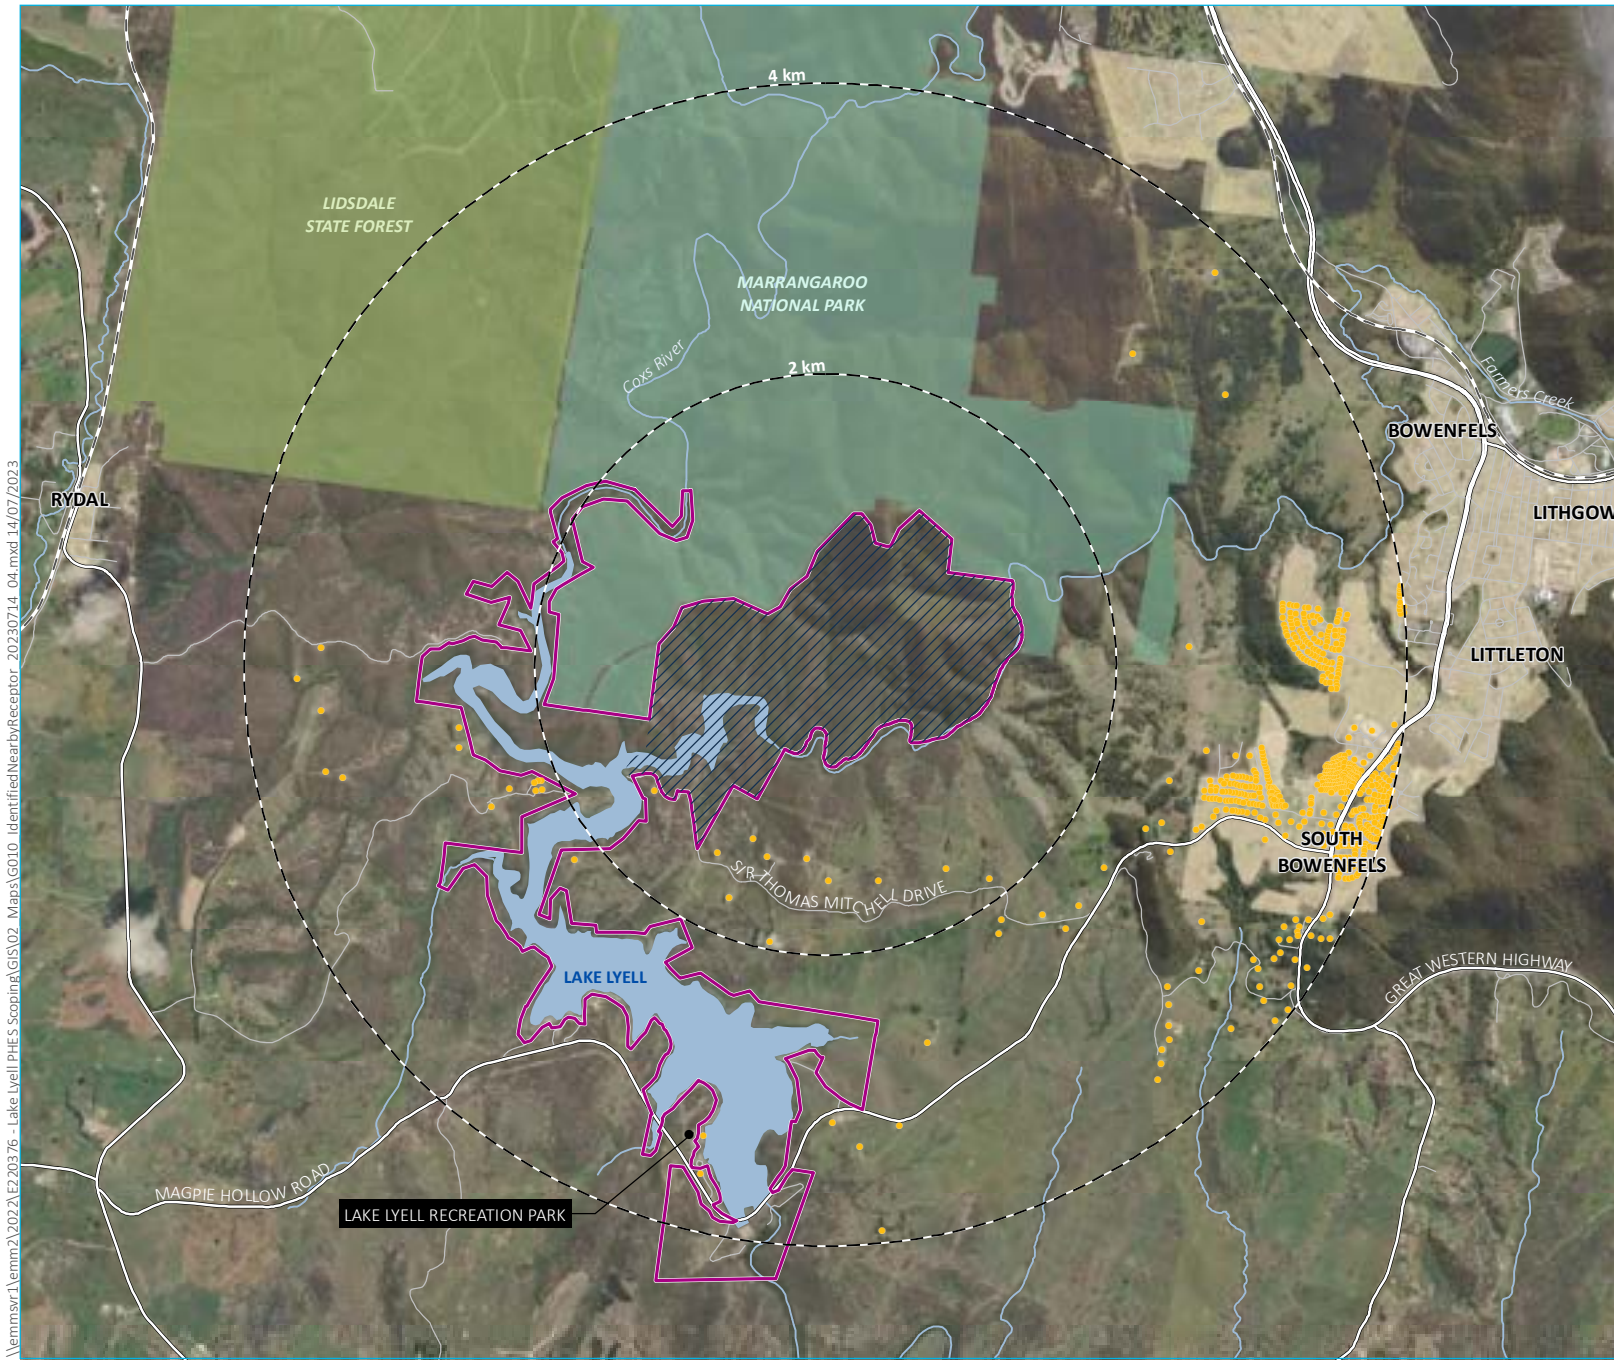 4 km
LIDSDALE
STATE FOREST
MARRANGAROO
NATIONAL PARK
2 km
Coxs River
Farmers Creek
BOWENFELS
RYDAL
LITHGOW
LITTLETON
SOUTH
BOWENFELS
SIR THOMAS MITCHELL DRIVE
LAKE LYELL
GREAT WESTERN HIGHWAY
MAGPIE HOLLOW ROAD
LAKE LYELL RECREATION PARK
\\emmsvr1\emm2\2022\E220376 - Lake Lyell PHES Scoping\GIS\02_Maps\G010_IdentifiedNearbyReceptor_20230714_04.mxd 14/07/2023